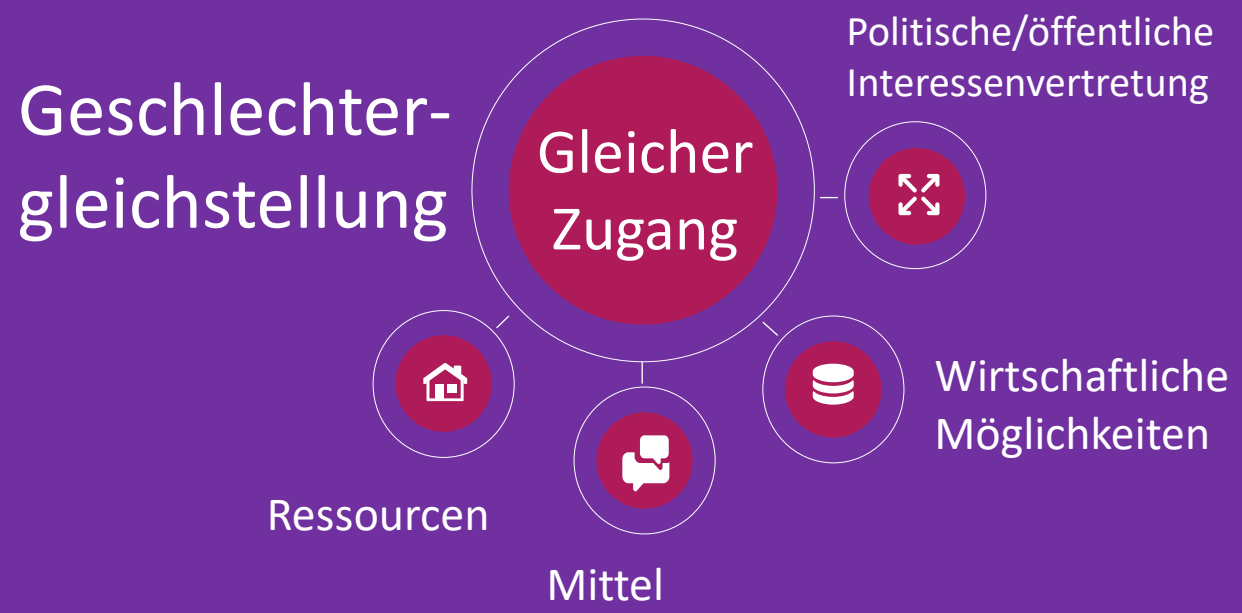 Geschlechter-
gleichstellung
Gleicher
Zugang
Politische/öffentliche
Interessenvertretung
Wirtschaftliche
Möglichkeiten
Mittel
Ressourcen